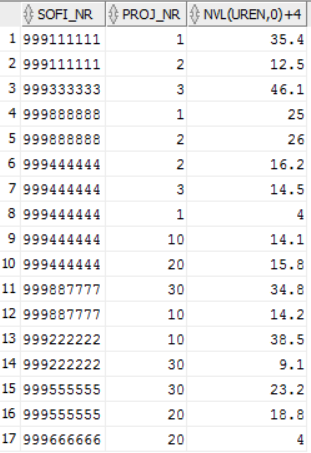 SOFI_NR PROJ_NR NVL(UREN,0)+4
1 999111111 1 35.4
2 999111111 2 12.5
3 999333333 3 46.1
4 999888888 1 25
5 999888888 2 26
6 999444444 2 16.2
7 999444444 3 14.5
8 999444444 1 4
9 999444444 10 14.1
10 999444444 20 15.8
11 999887777 30 34.8
12 999887777 10 14.2
13 999222222 10 38.5
14 999222222 30 9.1
15 999555555 30 23.2
16 999555555 20 18.8
17 999666666 20 4